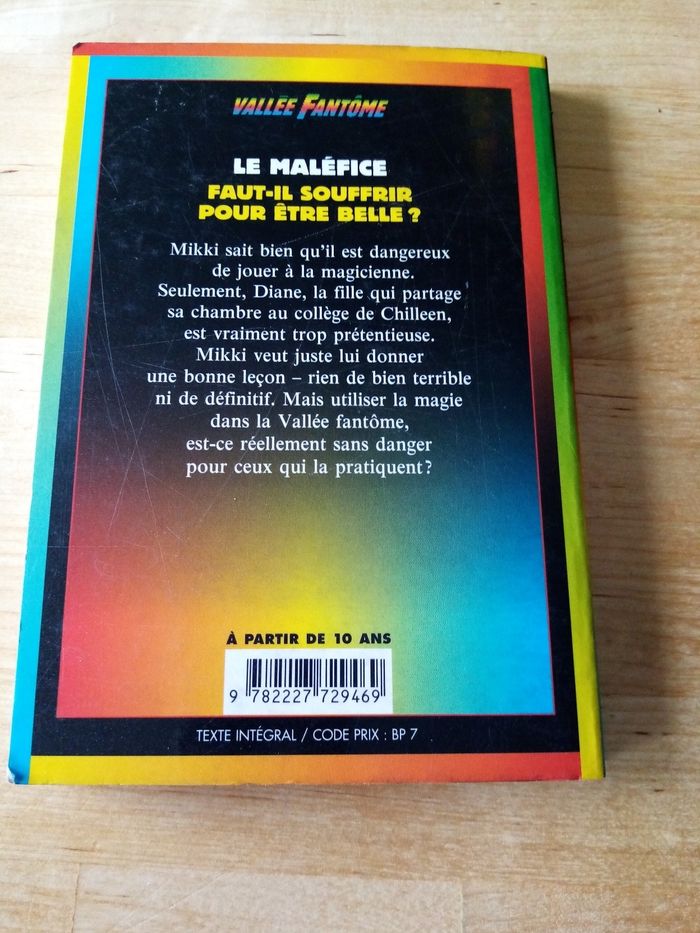 VALLÉE FANTÔME
LE MALÉFICE
FAUT-IL SOUFFRIR
POUR ÊTRE BELLE ?
Mikki sait bien qu'il est dangereux
de jouer à la magicienne.
Seulement, Diane, la fille qui partage
sa chambre au collège de Chilleen,
est vraiment trop prétentieuse.
Mikki veut juste lui donner
une bonne leçon – rien de bien terrible
ni de définitif. Mais utiliser la magie
dans la Vallée fantôme,
est-ce réellement sans danger
pour ceux qui la pratiquent ?
À PARTIR DE 10 ANS
9 782227 729469
TEXTE INTÉGRAL / CODE PRIX : BP 7